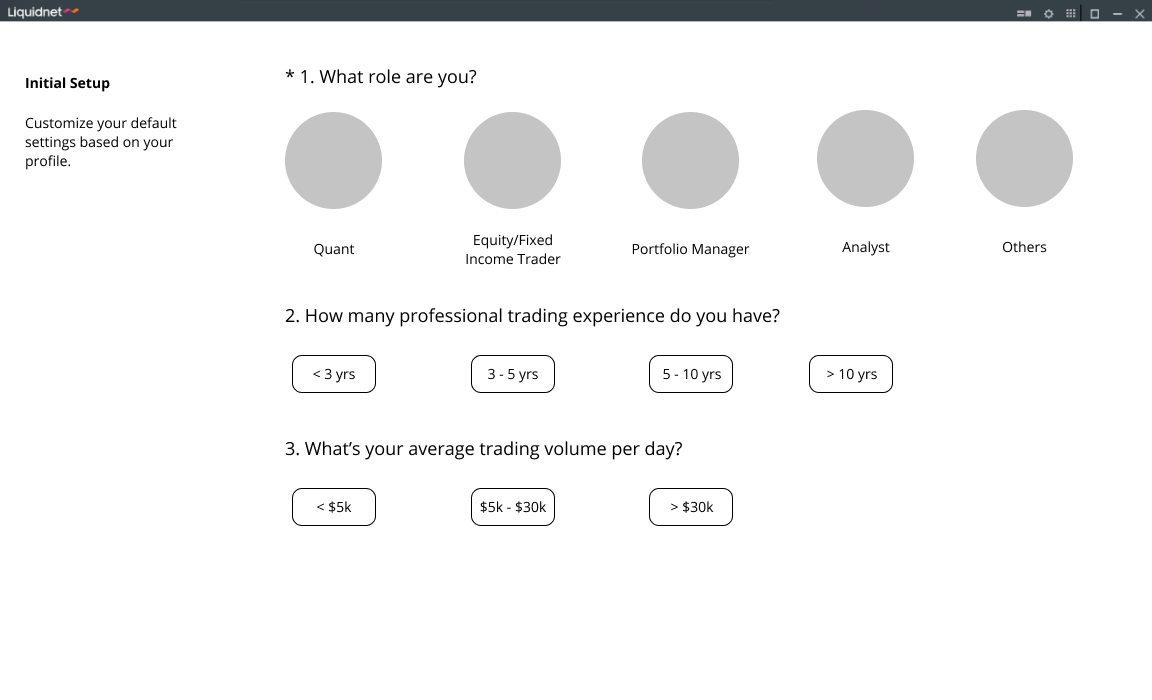 Liquidnet
Initial Setup
Customize your default
settings based on your
profile.
* 1. What role are you?
Quant
Equity/Fixed
Income Trader
Portfolio Manager
Analyst
Others
2. How many professional trading experience do you have?
< 3 yrs
3 - 5 yrs
5 - 10 yrs
> 10 yrs
3. What’s your average trading volume per day?
< $5k
$5k - $30k
> $30k